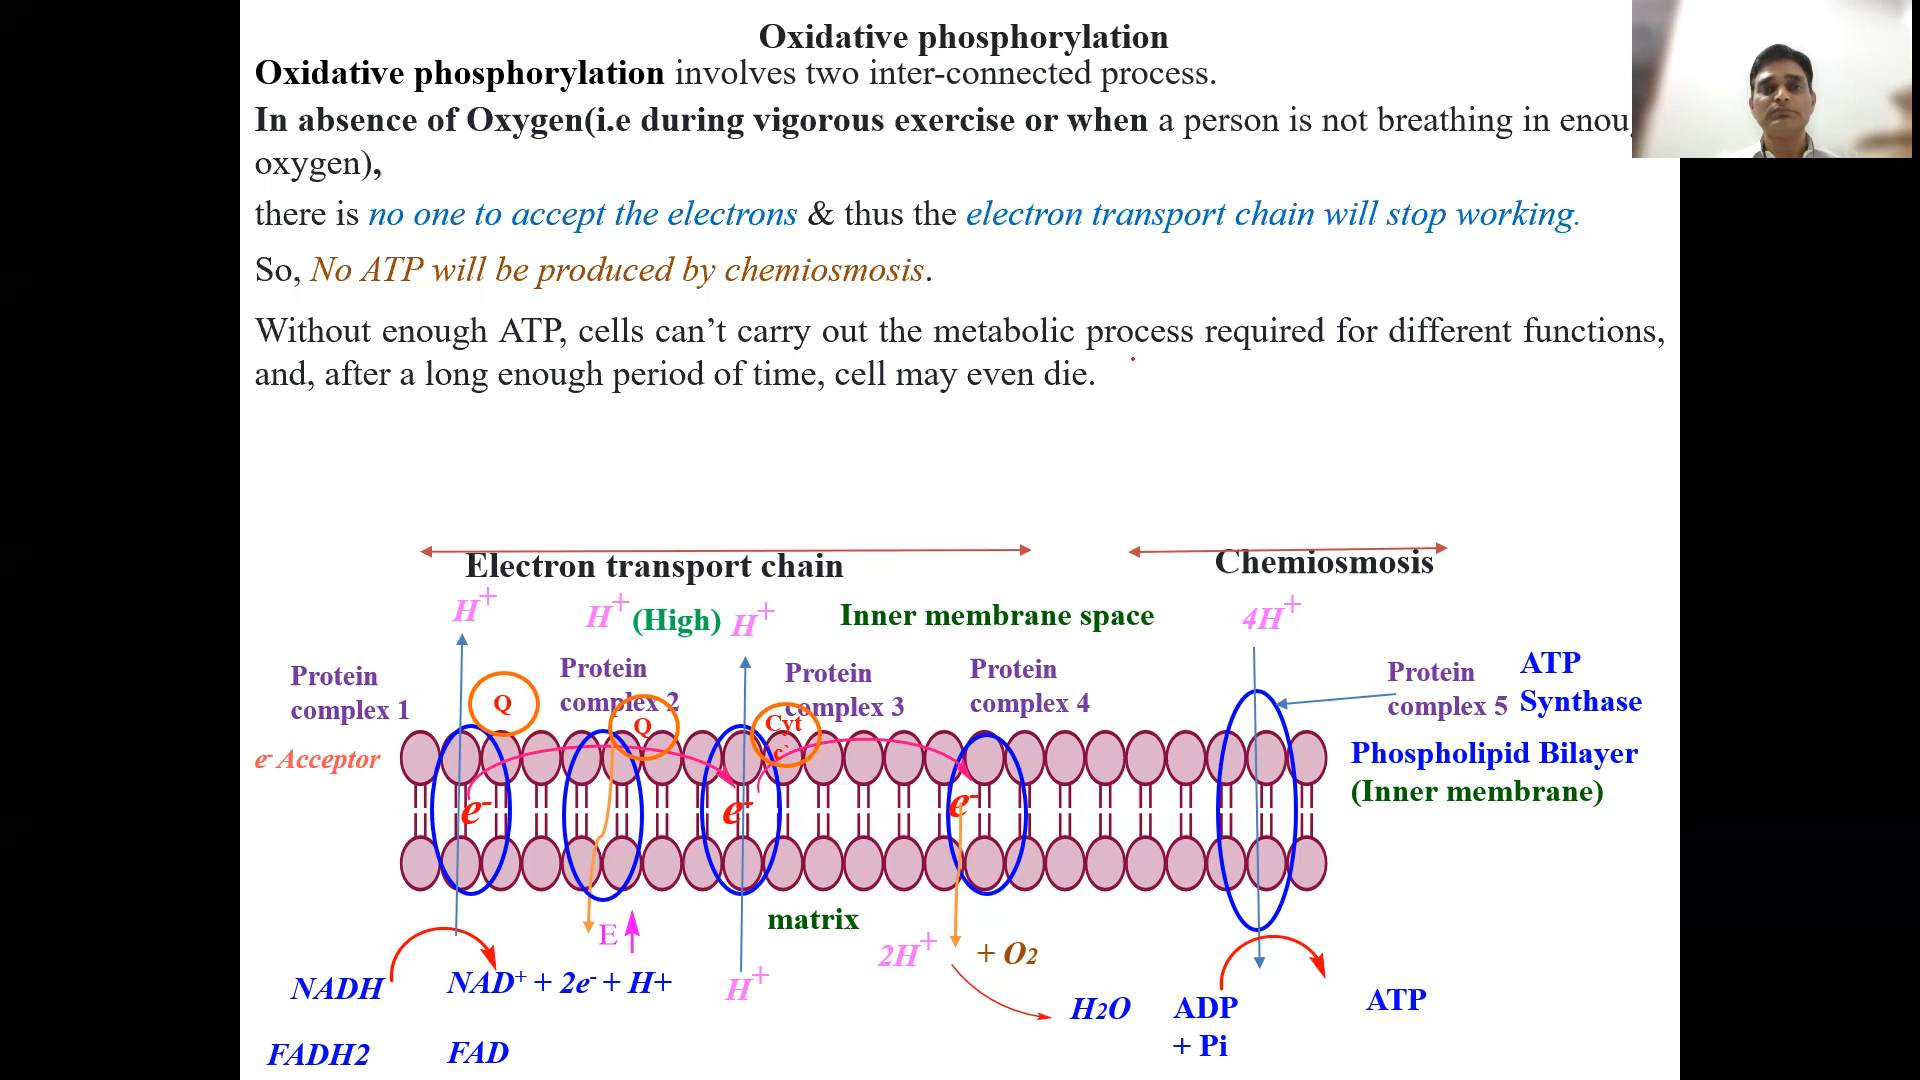 Oxidative phosphorylation
Oxidative phosphorylation involves two inter-connected process.
In absence of Oxygen(i.e during vigorous exercise or when a person is not breathing in
oxygen),
there is no one to accept the electrons & thus the electron transport chain will stop working.
So, No ATP will be produced by chemiosmosis.
Without enough ATP, cells can’t carry out the metabolic process required for different functions,
and, after a long enough period of time, cell may even die.
Electron transport chain
Chemiosmosis
H+
H+ (High)
H+
Inner membrane space
4H+
Protein
complex 1
Q
Protein
complex 2
Q
Protein
complex 3
Cyt
c`
Protein
complex 4
Protein
complex 5
ATP
Synthase
e- Acceptor
Phospholipid Bilayer
(Inner membrane)
e-
e-
e-
E
matrix
2H+
+ O2
NADH
NAD+ + 2e- + H+
H+
H2O
ADP
+ Pi
ATP
FADH2
FAD